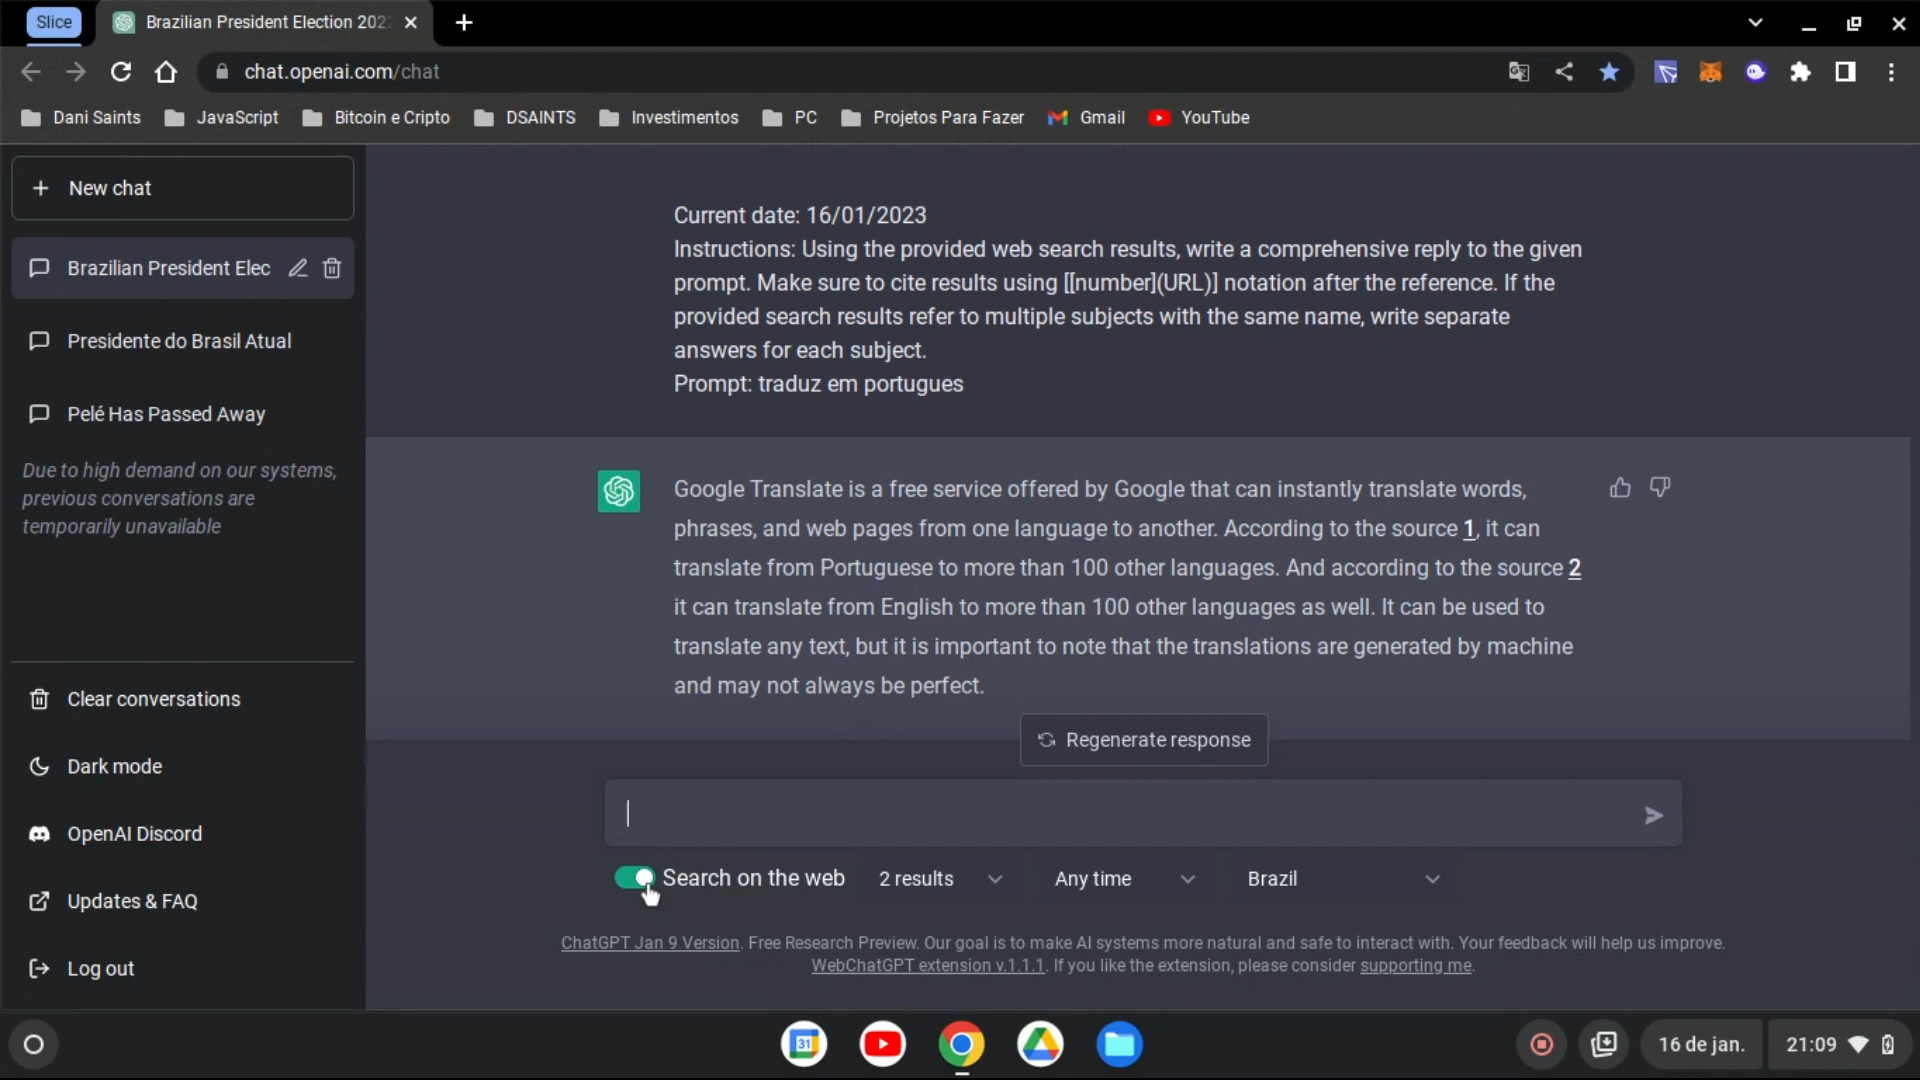 Slice
Brazilian President Election 202
chat.openai.com/chat
Dani Saints
JavaScript
Bitcoin e Cripto
DSAINTS
Investimentos
PC
Projetos Para Fazer
Gmail
YouTube
New chat
Brazilian President Elec
Presidente do Brasil Atual
Pelé Has Passed Away
Due to high demand on our systems,
previous conversations are
temporarily unavailable
Clear conversations
Dark mode
OpenAI Discord
Updates & FAQ
Log out
Current date: 16/01/2023
Instructions: Using the provided web search results, write a comprehensive reply to the given
prompt. Make sure to cite results using [[number](URL)] notation after the reference. If the
provided search results refer to multiple subjects with the same name, write separate
answers for each subject.
Prompt: traduz em portugues
Google Translate is a free service offered by Google that can instantly translate words,
phrases, and web pages from one language to another. According to the source 1, it can
translate from Portuguese to more than 100 other languages. And according to the source 2
it can translate from English to more than 100 other languages as well. It can be used to
translate any text, but it is important to note that the translations are generated by machine
and may not always be perfect.
Regenerate response
Search on the web
2 results
Any time
Brazil
ChatGPT Jan 9 Version. Free Research Preview. Our goal is to make AI systems more natural and safe to interact with. Your feedback will help us improve.
WebChatGPT extension v.1.1.1. If you like the extension, please consider supporting me.
31
16 de jan.
21:09